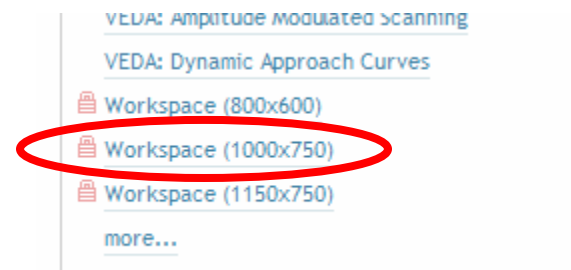 VEDA: Amplitude Modulated Scanning
VEDA: Dynamic Approach Curves
Workspace (800x600)
Workspace (1000x750)
Workspace (1150x750)
more...